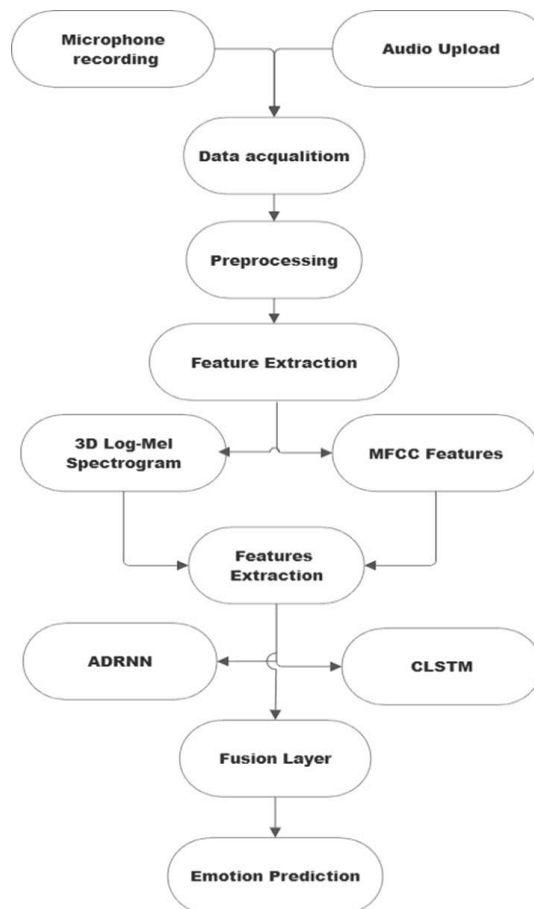 Microphone
recording
Audio Upload
Data acqualitiom
Preprocessing
Feature Extraction
3D Log-Mel
Spectrogram
MFCC Features
Features
Extraction
ADRNN
CLSTM
Fusion Layer
Emotion Prediction